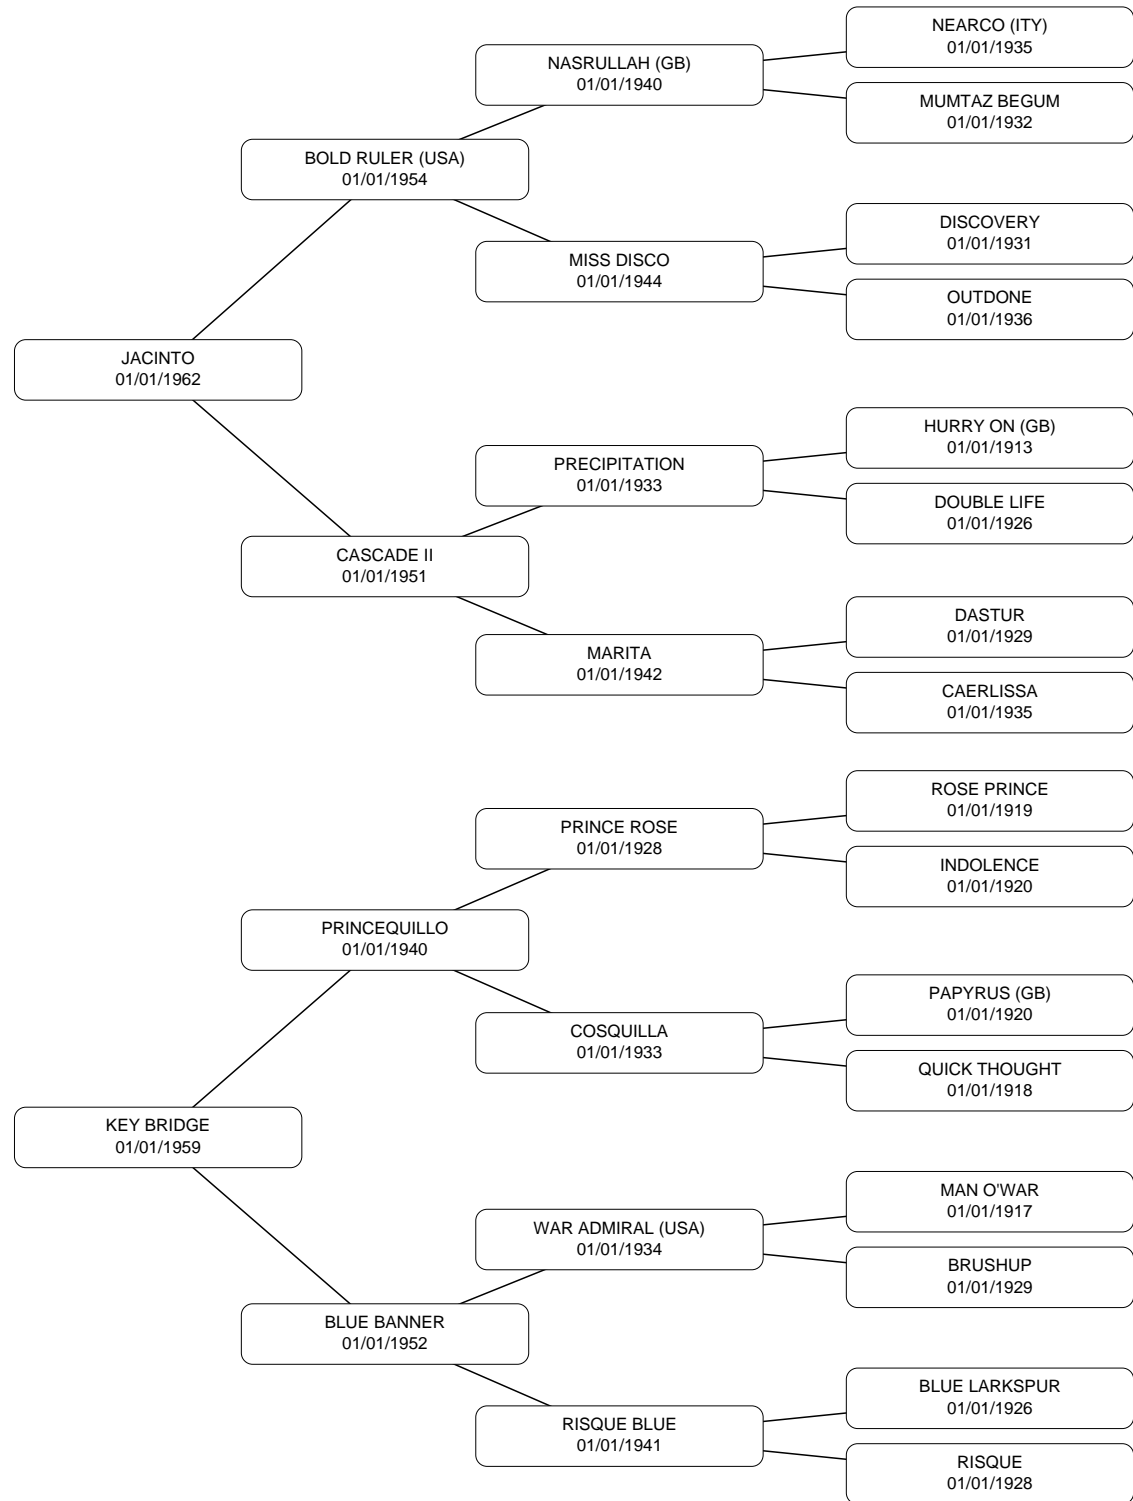 NEARCO (ITY)
01/01/1935
NASRULLAH (GB)
01/01/1940
MUMTAZ BEGUM
01/01/1932
BOLD RULER (USA)
01/01/1954
DISCOVERY
01/01/1931
MISS DISCO
01/01/1944
OUTDONE
01/01/1936
JACINTO
01/01/1962
HURRY ON (GB)
01/01/1913
PRECIPITATION
01/01/1933
DOUBLE LIFE
01/01/1926
CASCADE II
01/01/1951
DASTUR
01/01/1929
MARITA
01/01/1942
CAERLISSA
01/01/1935
ROSE PRINCE
01/01/1919
PRINCE ROSE
01/01/1928
INDOLENCE
01/01/1920
PRINCEQUILLO
01/01/1940
PAPYRUS (GB)
01/01/1920
COSQUILLA
01/01/1933
QUICK THOUGHT
01/01/1918
KEY BRIDGE
01/01/1959
MAN O'WAR
01/01/1917
WAR ADMIRAL (USA)
01/01/1934
BRUSHUP
01/01/1929
BLUE BANNER
01/01/1952
BLUE LARKSPUR
01/01/1926
RISQUE BLUE
01/01/1941
RISQUE
01/01/1928